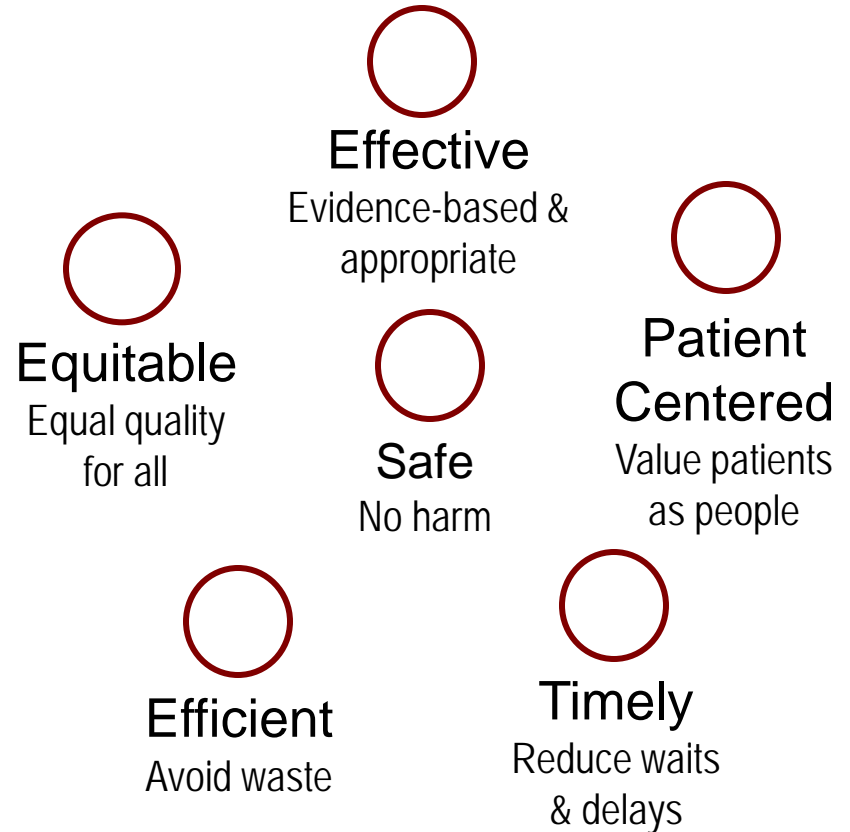 Effective
Evidence-based &
appropriate
Equitable
Equal quality
for all
Safe
No harm
Patient
Centered
Value patients
as people
Efficient
Avoid waste
Timely
Reduce waits
& delays